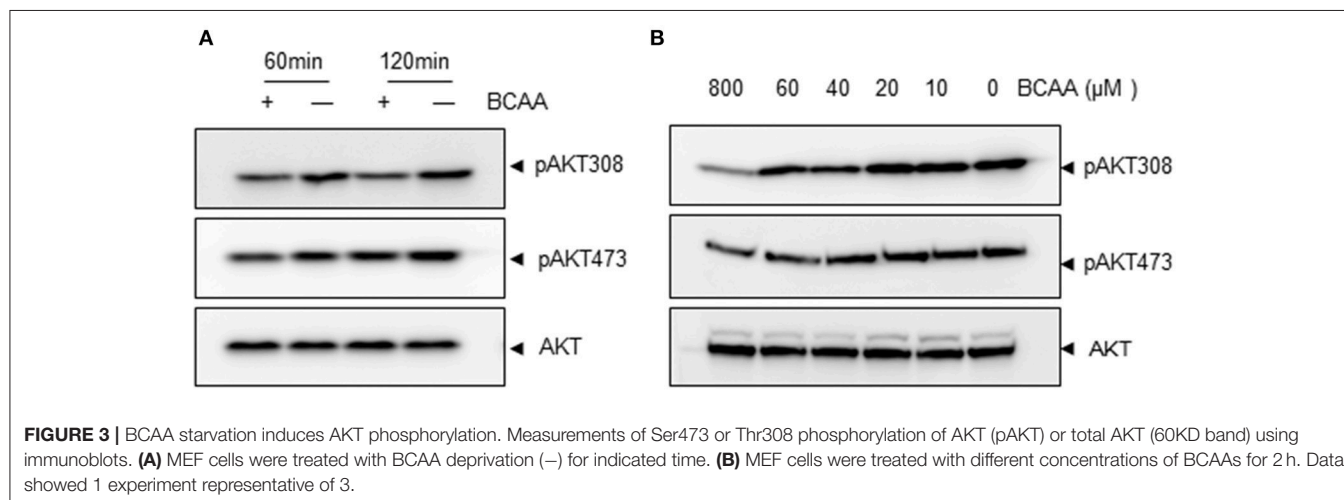 A
60min 120min
+ — + — BCAA
pAKT308
pAKT473
AKT
B
800 60 40 20 10 0 BCAA (µM )
pAKT308
pAKT473
AKT
FIGURE 3 | BCAA starvation induces AKT phosphorylation. Measurements of Ser473 or Thr308 phosphorylation of AKT (pAKT) or total AKT (60KD band) using
immunoblots. (A) MEF cells were treated with BCAA deprivation (−) for indicated time. (B) MEF cells were treated with different concentrations of BCAAs for 2 h. Data
showed 1 experiment representative of 3.